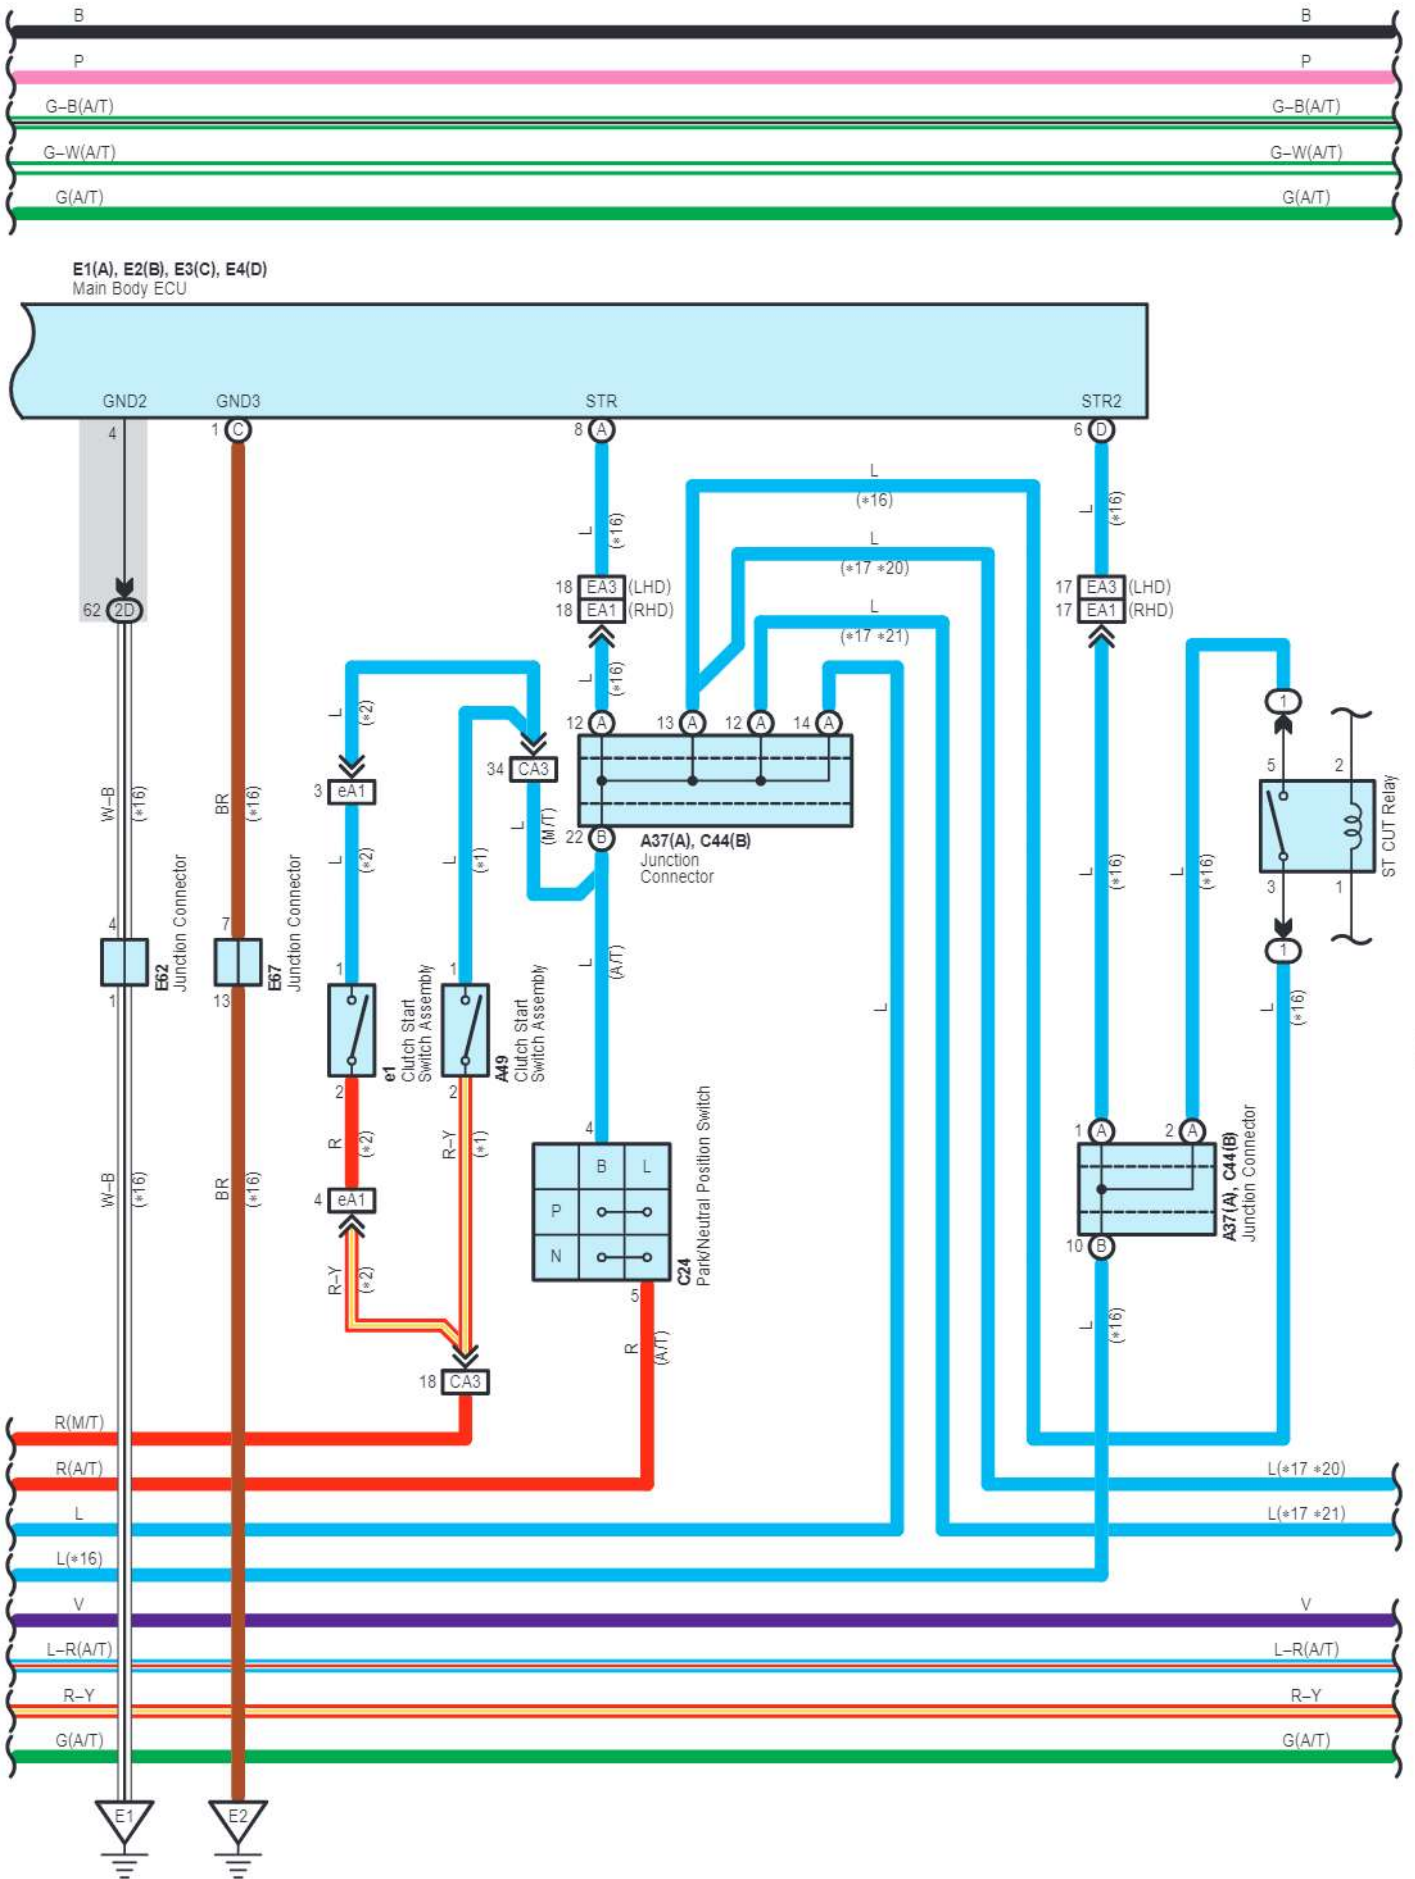 B B
P P
G–B(A/T) G–B(A/T)
G–W(A/T) G–W(A/T)
G(A/T) G(A/T)
E1(A), E2(B), E3(C), E4(D)
Main Body ECU
GND2 GND3 STR STR2
4 1 C 8 A 6 D
L
(*16)
L (*16)
L (*16)
L
(*17 *20)
18 EA3 (LHD) 17 EA3 (LHD)
62 2D 18 EA1 (RHD) 17 EA1 (RHD)
L
(*17 *21)
L (*16)
L (*2)
1
12 A 13 A 12 A 14 A
34 CA3
5 2
3 eA1
W–B (*16)
BR (*16)
L (M/T)
ST CUT Relay
22 B A37(A), C44(B)
Junction
Connector
L (*2)
L (*1)
L (*16)
L (*16)
3 1
4 7
E62
Junction Connector
E67
Junction Connector
1
L (A/T)
1 1
1 13
L
L (*16)
e1
Clutch Start
Switch Assembly
A49
Clutch Start
Switch Assembly
2 2
4 1 A 2 A
R (*2)
R–Y (*1)
B L
P
N
C24
Park/Neutral Position Switch
A37(A), C44(B)
Junction Connector
W–B (*16)
BR (*16)
4 eA1
10 B
R–Y (*2)
5
R (A/T)
L (*16)
18 CA3
R(M/T)
R(A/T) L(*17 *20)
L L(*17 *21)
L(*16)
V V
L–R(A/T) L–R(A/T)
R–Y R–Y
G(A/T) G(A/T)
E1 E2